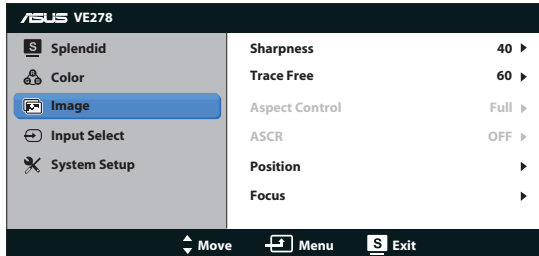 ASUS VE278
S Splendid
Color
Image
Input Select
System Setup
Sharpness 40
Trace Free 60
Aspect Control Full
ASCR OFF
Position
Focus
Move Menu S Exit